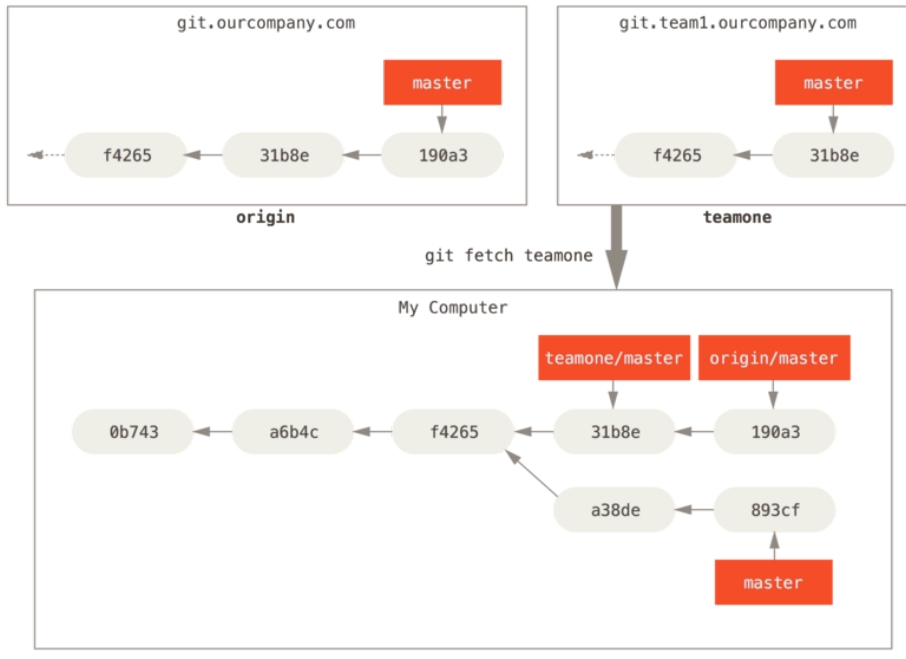 git.ourcompany.com
master
f4265 31b8e 190a3
origin
git.team1.ourcompany.com
master
f4265 31b8e
teamone
git fetch teamone
My Computer
teamone/master origin/master
0b743 a6b4c f4265 31b8e 190a3
a38de 893cf
master